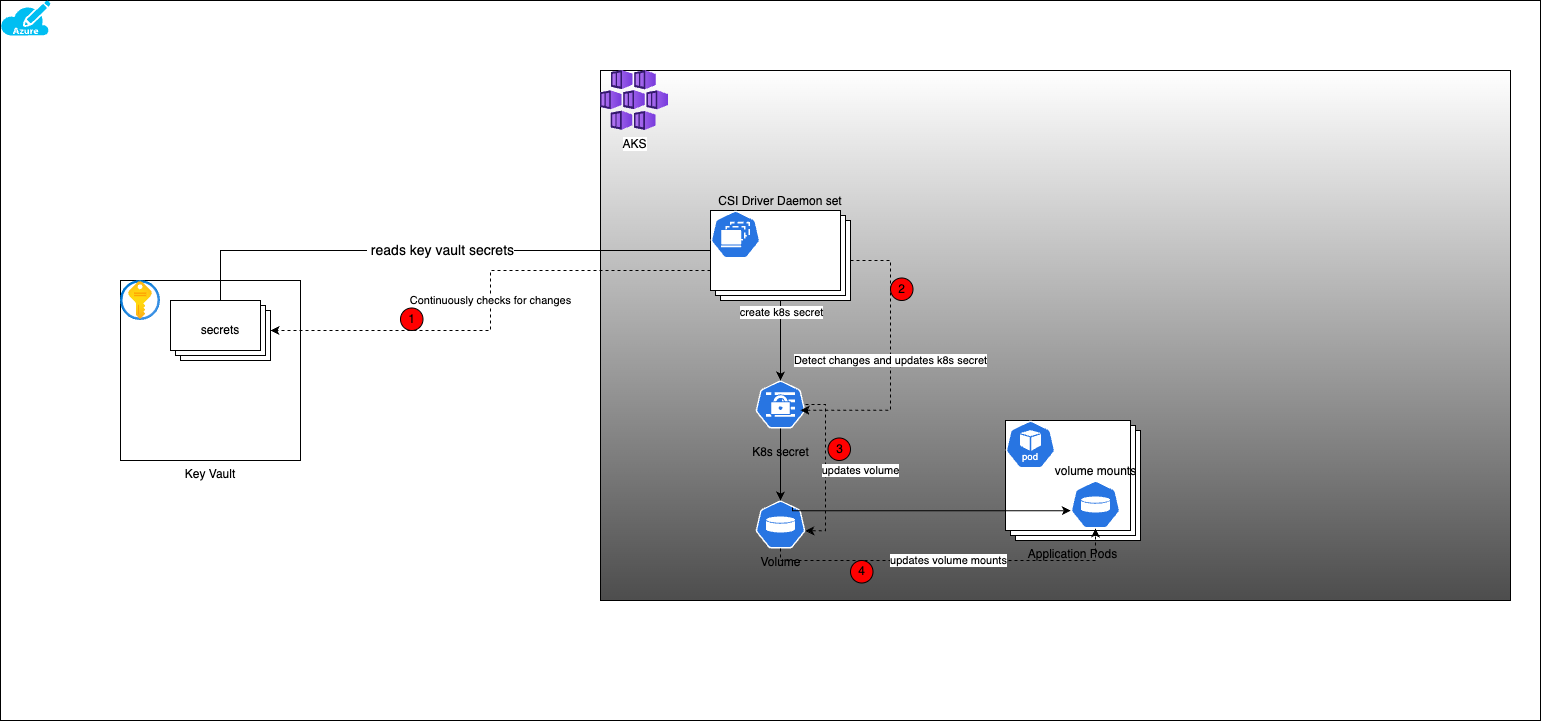 Azure
AKS
CSI Driver Daemon set
reads key vault secrets
2
Continuously checks for changes
1
create k8s secret
secrets
Detect changes and updates k8s secret
K8s secret
3
pod
updates volume
volume mounts
Key Vault
Volume
updates volume mounts
Application Pods
4